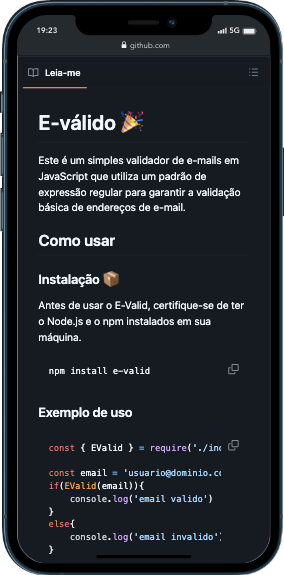 19:23
5G
github.com
Leia-me
E-válido 🎉
Este é um simples validador de e-mails em
JavaScript que utiliza um padrão de
expressão regular para garantir a validação
básica de endereços de e-mail.
Como usar
Instalação 📦
Antes de usar o E-Valid, certifique-se de ter
o Node.js e o npm instalados em sua
máquina.
npm install e-valid
Exemplo de uso
const { EValid } = require('./in
const email = 'usuario@dominio.co
if(EValid(email)){
console.log('email valido')
}
else{
console.log('email invalido')
}